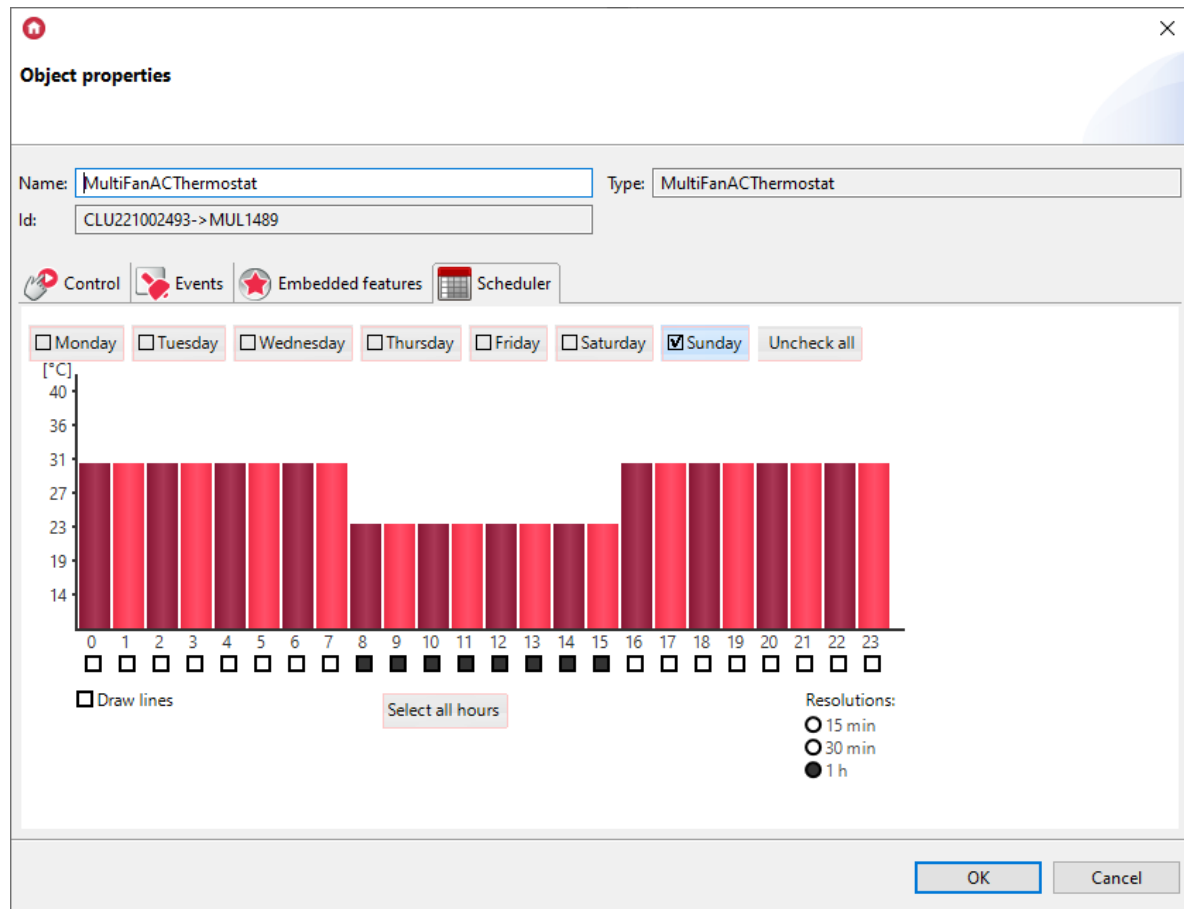 Object properties
Name: MultiFanACThermostat Type: MultiFanACThermostat
Id: CLU221002493->MUL1489
Control Events Embedded features Scheduler
Monday Tuesday Wednesday Thursday Friday Saturday Sunday Uncheck all
[°C]
40
36
31
27
23
19
14
0 1 2 3 4 5 6 7 8 9 10 11 12 13 14 15 16 17 18 19 20 21 22 23
Draw lines Select all hours Resolutions:
15 min
30 min
1 h
OK Cancel